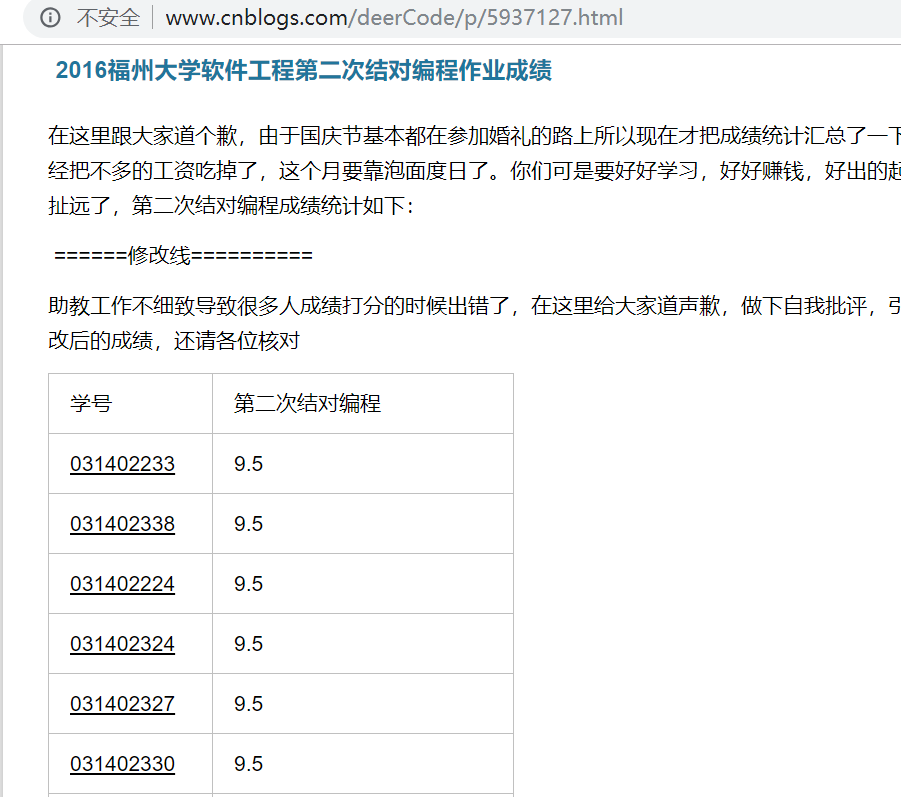 不安全 www.cnblogs.com/deerCode/p/5937127.html
2016福州大学软件工程第二次结对编程作业成绩
在这里跟大家道个歉，由于国庆节基本都在参加婚礼的路上所以现在才把成绩统计汇总了一下
经把不多的工资吃掉了，这个月要靠泡面度日了。你们可是要好好学习，好好赚钱，好出的起
扯远了，第二次结对编程成绩统计如下：
======修改线==========
助教工作不细致导致很多人成绩打分的时候出错了，在这里给大家道声歉，做下自我批评，引
改后的成绩，还请各位核对
学号 第二次结对编程
031402233 9.5
031402338 9.5
031402224 9.5
031402324 9.5
031402327 9.5
031402330 9.5